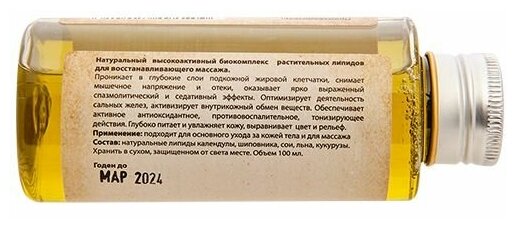 Натуральный высокоактивный биокомплекс растительных липидов
для восстанавливающего массажа.
Проникает в глубокие слои подкожной жировой клетчатки, снимает
мышечное напряжение и отеки, оказывает ярко выраженный
спазмолитический и седативный эффекты. Оптимизирует деятельность
сальных желез, активизирует внутрикожный обмен веществ. Обеспечивает
активное антиоксидантное, противовоспалительное, тонизирующее
действия. Глубоко питает и увлажняет кожу, выравнивает цвет и рельеф.
Применение: подходит для основного ухода за кожей тела и для массажа
Состав: натуральные липиды календулы, шиповника, сои, льна, кукурузы.
Хранить в сухом, защищенном от света месте. Объем 100 мл.
Годен до
МАР 2024